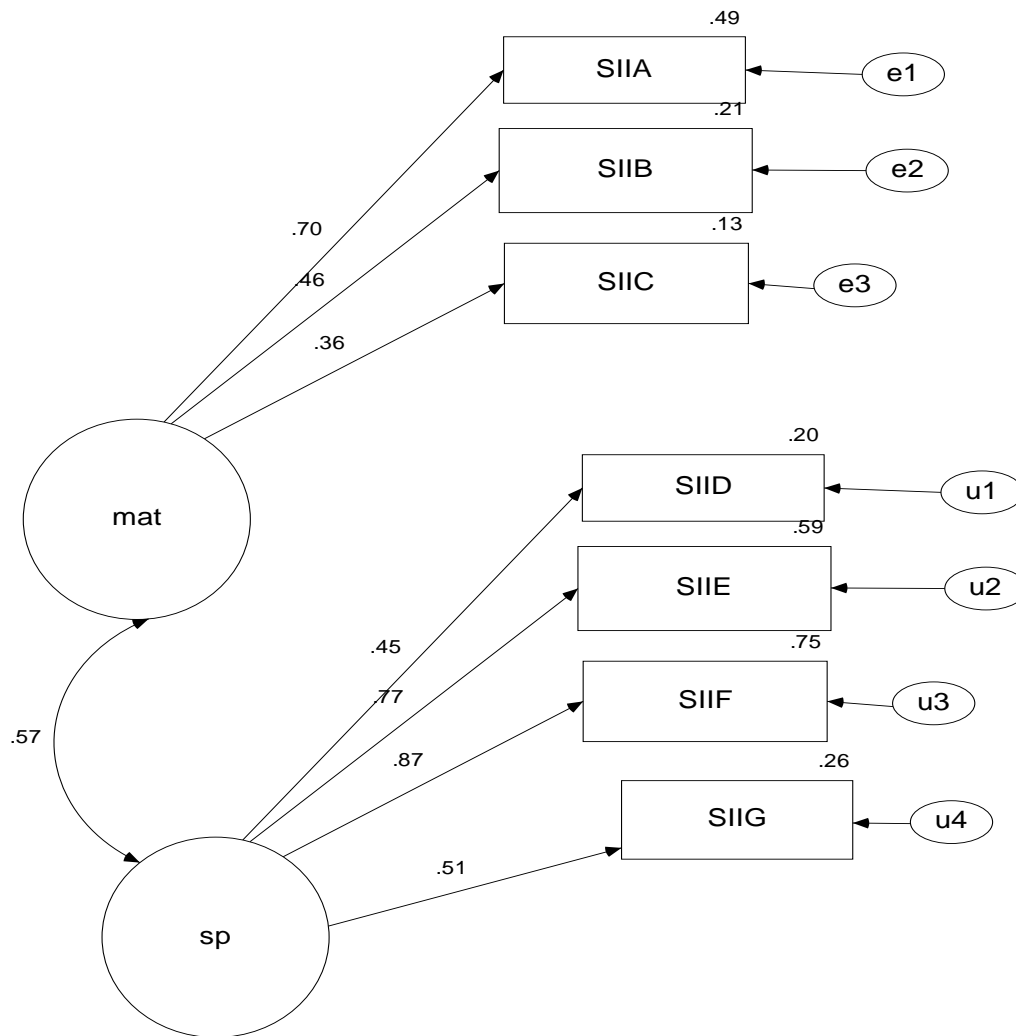 .49
SIIA
e1
.21
SIIB
e2
.70
.13
.46
SIIC
e3
.36
.20
SIID
u1
mat
.59
SIIE
u2
.45
.75
.77
SIIF
u3
.57
.87
.26
SIIG
u4
.51
sp